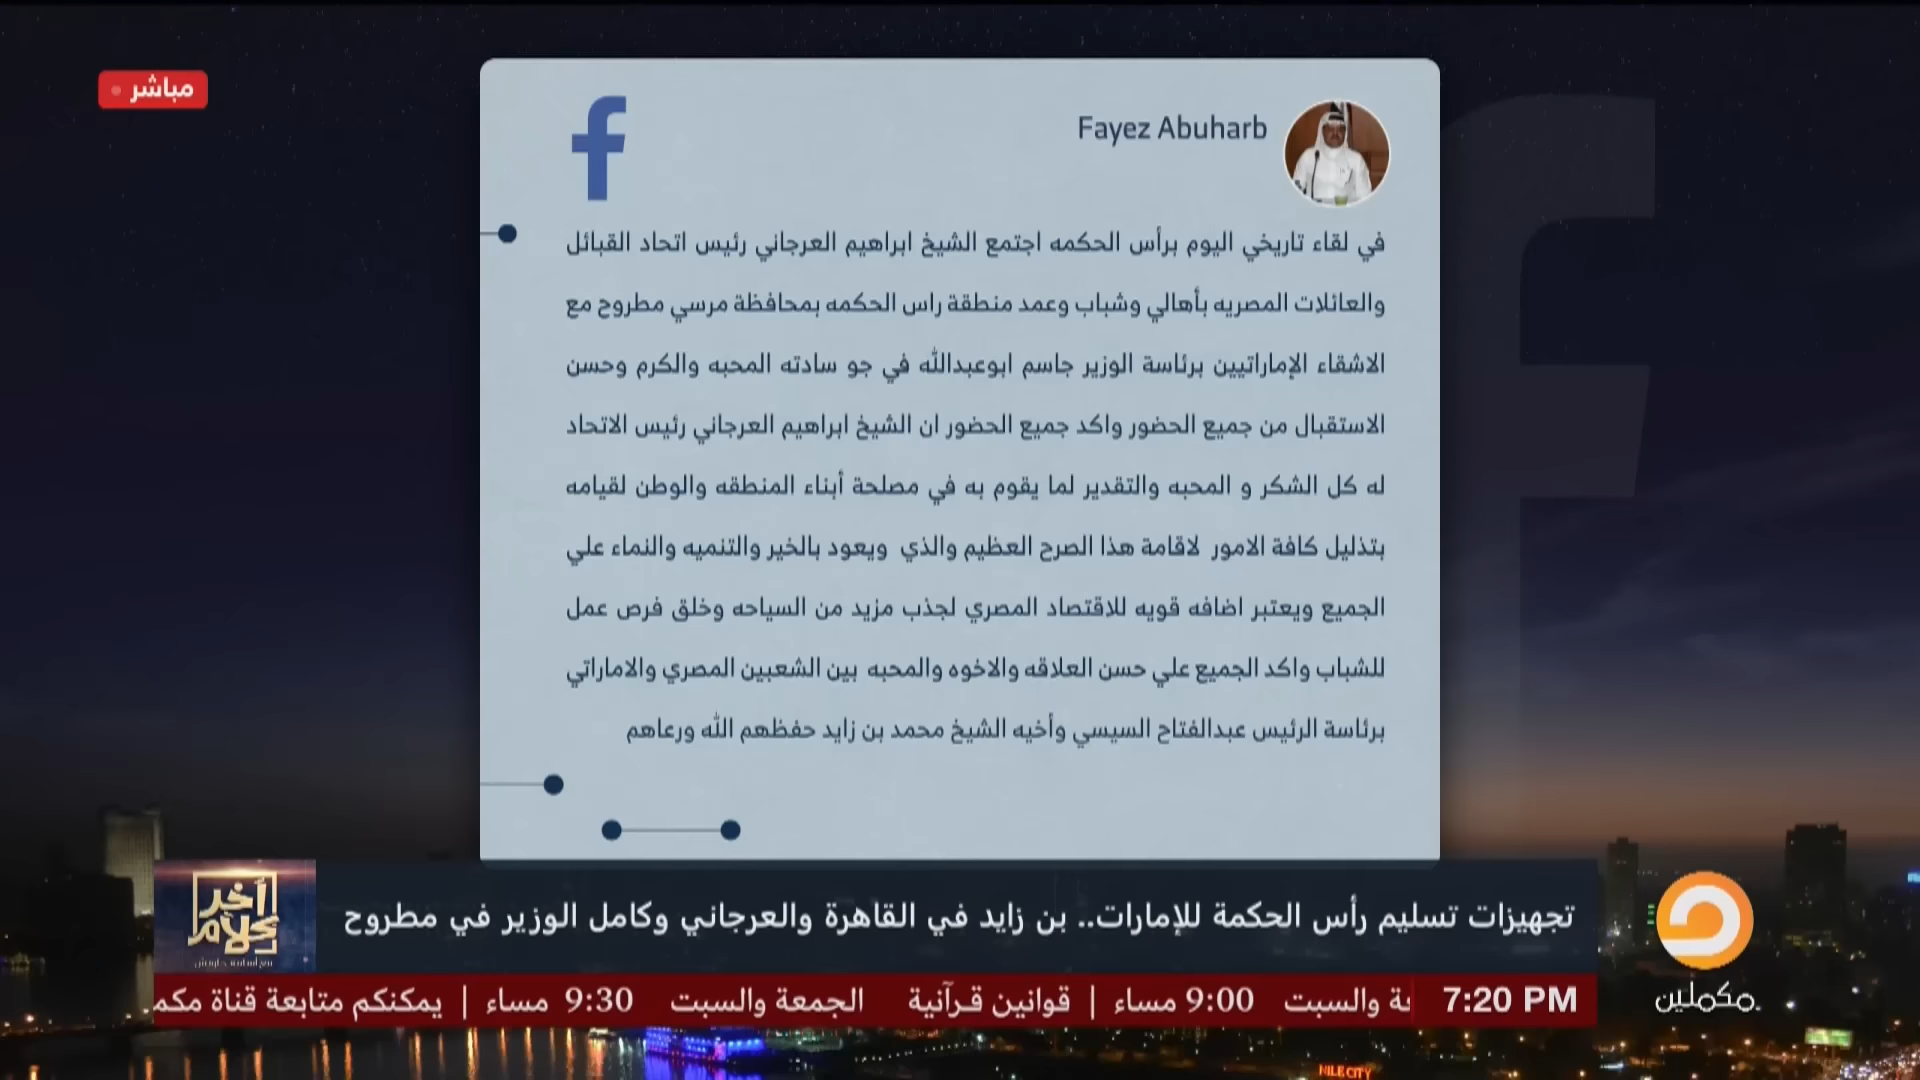 مباشر
Fayez Abuharb
في لقاء تاريخي اليوم برأس الحكمه اجتمع الشيخ ابراهيم العرجاني رئيس اتحاد القبائل
والعائلات المصريه بأهالي وشباب وعمد منطقة راس الحكمه بمحافظة مرسي مطروح مع
الاشقاء الإماراتيين برئاسة الوزير جاسم ابوعبدالله في جو سادته المحبه والكرم وحسن
الاستقبال من جميع الحضور واكد جميع الحضور ان الشيخ ابراهيم العرجاني رئيس الاتحاد
له كل الشكر و المحبه والتقدير لما يقوم به في مصلحة أبناء المنطقه والوطن لقيامه
بتذليل كافة الامور لاقامة هذا الصرح العظيم والذي ويعود بالخير والتنميه والنماء علي
الجميع ويعتبر اضافه قويه للاقتصاد المصري لجذب مزيد من السياحه وخلق فرص عمل
للشباب واكد الجميع علي حسن العلاقه والاخوه والمحبه بين الشعبين المصري والاماراتي
برئاسة الرئيس عبدالفتاح السيسي وأخيه الشيخ محمد بن زايد حفظهم الله ورعاهم
تجهيزات تسليم رأس الحكمة للإمارات.. بن زايد في القاهرة والعرجاني وكامل الوزير في مطروح
أخر كلام
مكملين
7:20 PM
عة والسبت 9:00 مساء | قوانين قرآنية الجمعة والسبت 9:30 مساء | يمكنكم متابعة قناة مكم
NILE CITY